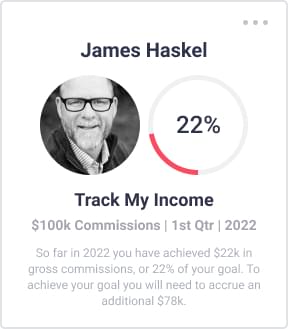 James Haskel
22%
Track My Income
$100k Commissions | 1st Qtr | 2022
So far in 2022 you have achieved $22k in
gross commissions, or 22% of your goal. To
achieve your goal you will need to accrue an
additional $78k.